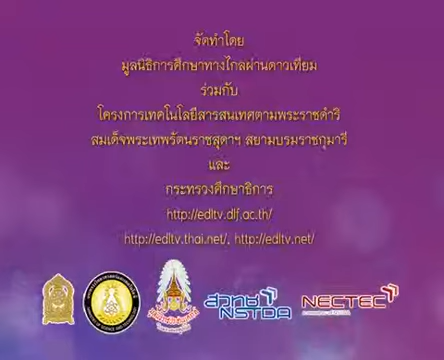 จัดทำโดย
มูลนิธิการศึกษาทางไกลผ่านดาวเทียม
ร่วมกับ
โครงการเทคโนโลยีสารสนเทศตามพระราชดำริ
สมเด็จพระเทพรัตนราชสุดาฯ สยามบรมราชกุมารี
และ
กระทรวงศึกษาธิการ
http://edltv.dlf.ac.th/
http://edltv.thai.net/, http://edltv.net/
สวทช NSTDA
NECTEC